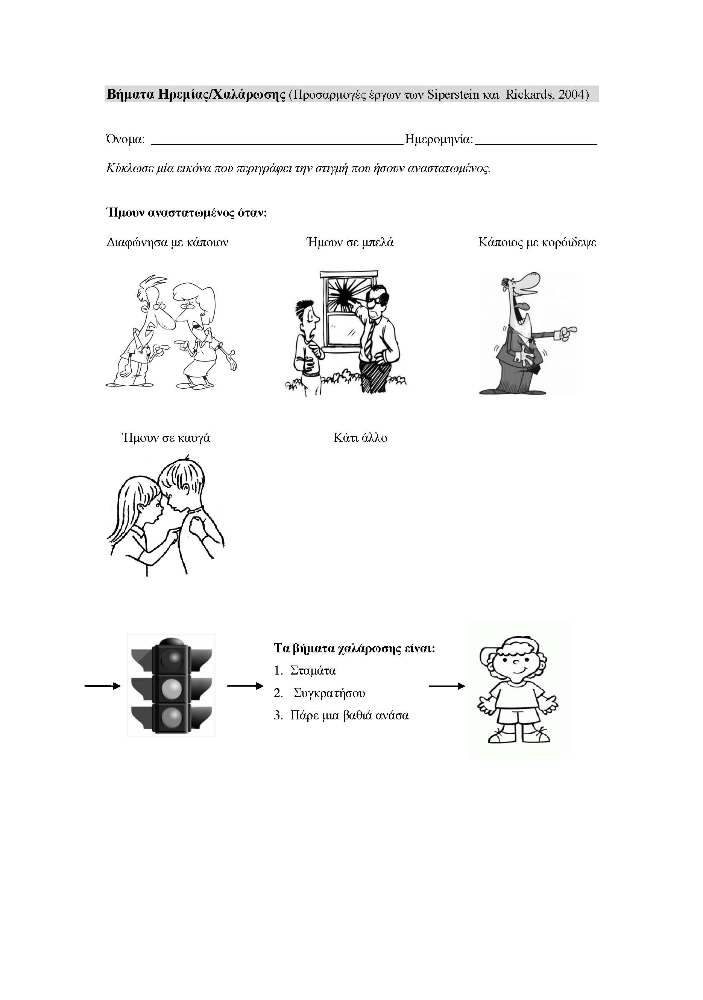 Βήματα Ηρεμίας/Χαλάρωσης (Προσαρμογές έργων των Siperstein και Rickards, 2004)
Όνομα: Ημερομηνία:
Κύκλωσε μία εικόνα που περιγράφει την στιγμή που ήσουν αναστατωμένος.
Ήμουν αναστατωμένος όταν:
Διαφώνησα με κάποιον Ήμουν σε μπελά Κάποιος με κορόιδεψε
Ήμουν σε καυγά Κάτι άλλο
Τα βήματα χαλάρωσης είναι:
1. Σταμάτα
2. Συγκρατήσου
3. Πάρε μια βαθιά ανάσα